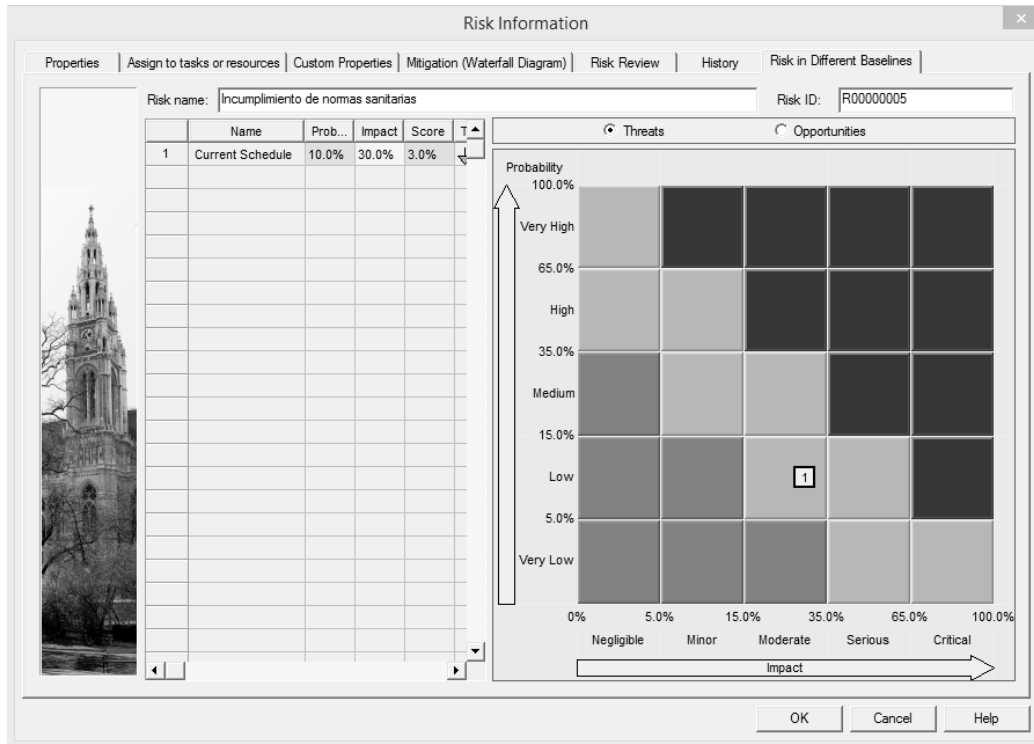 Risk Information
×
Properties
Assign to tasks or resources
Custom Properties
Mitigation (Waterfall Diagram)
Risk Review
History
Risk in Different Baselines
Risk name: Incumplimiento de normas sanitarias
Risk ID: R00000005
Name Prob... Impact Score T
1 Current Schedule 10.0% 30.0% 3.0%
Threats Opportunities
Probability
100.0%
Very High
65.0%
High
35.0%
Medium
15.0%
Low 1
5.0%
Very Low
0% 5.0% 15.0% 35.0% 65.0% 100.0%
Negligible Minor Moderate Serious Critical
Impact
OK Cancel Help